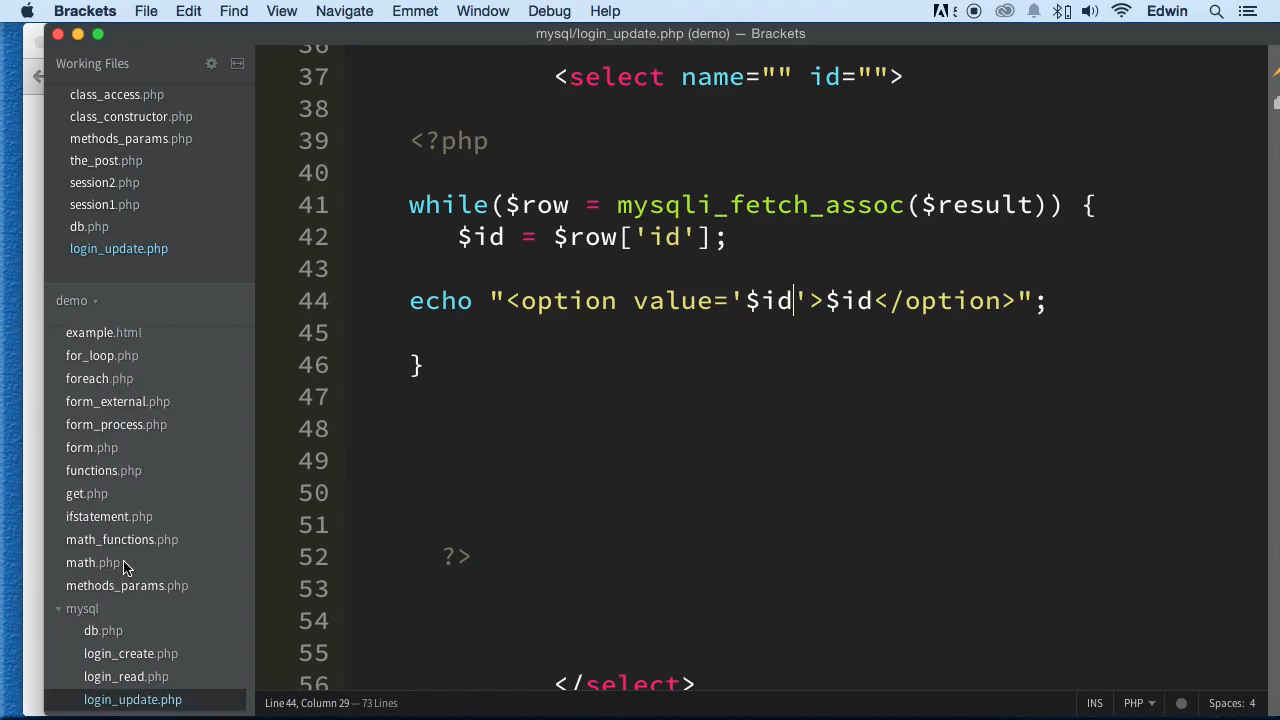 Brackets File Edit Find View Navigate Emmet Window Debug Help Edwin
mysql/login_update.php (demo) — Brackets
Working Files
class_access.php
class_constructor.php
methods_params.php
the_post.php
session2.php
session1.php
db.php
login_update.php
demo
example.html
for_loop.php
foreach.php
form_external.php
form_process.php
form.php
functions.php
get.php
ifstatement.php
math_functions.php
math.php
methods_params.php
mysql
db.php
login_create.php
login_read.php
login_update.php
36
37 <select name="" id="">
38
39 <?php
40
41 while($row = mysqli_fetch_assoc($result)) {
42 $id = $row['id'];
43
44 echo "<option value='$id'>$id</option>";
45
46 }
47
48
49
50
51
52 ?>
53
54
55
56 </select>
Line 44, Column 29 — 73 Lines
INS PHP Spaces: 4